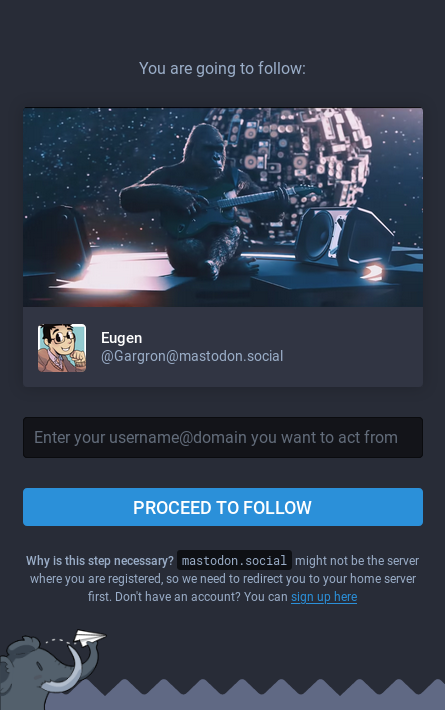 You are going to follow:
Eugen
@Gargron@mastodon.social
Enter your username@domain you want to act from
PROCEED TO FOLLOW
Why is this step necessary? mastodon.social might not be the server
where you are registered, so we need to redirect you to your home server
first. Don't have an account? You can sign up here